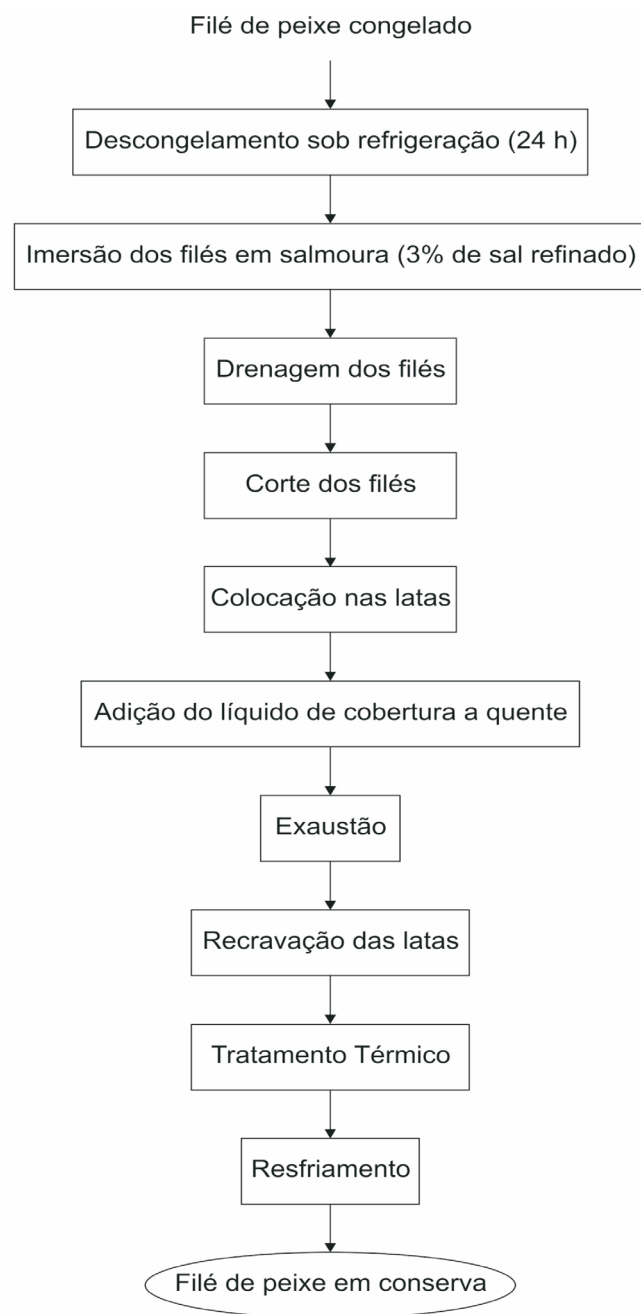 Filé de peixe congelado
Descongelamento sob refrigeração (24 h)
Imersão dos filés em salmoura (3% de sal refinado)
Drenagem dos filés
Corte dos filés
Colocação nas latas
Adição do líquido de cobertura a quente
Exaustão
Recravação das latas
Tratamento Térmico
Resfriamento
Filé de peixe em conserva